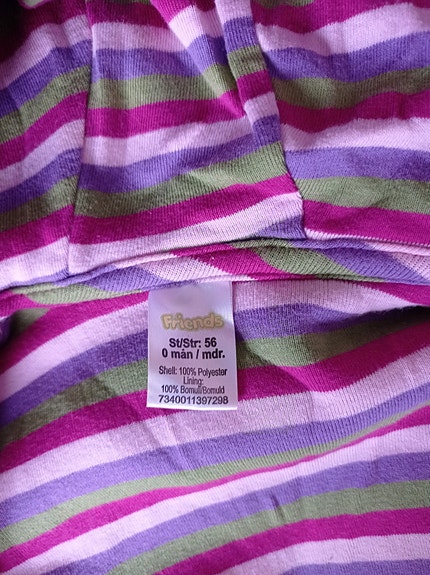 Friends
St/Str: 56
0 mån / mdr.
Shell: 100% Polyester
Lining:
100% Bomull/Bomuld
7340011397298